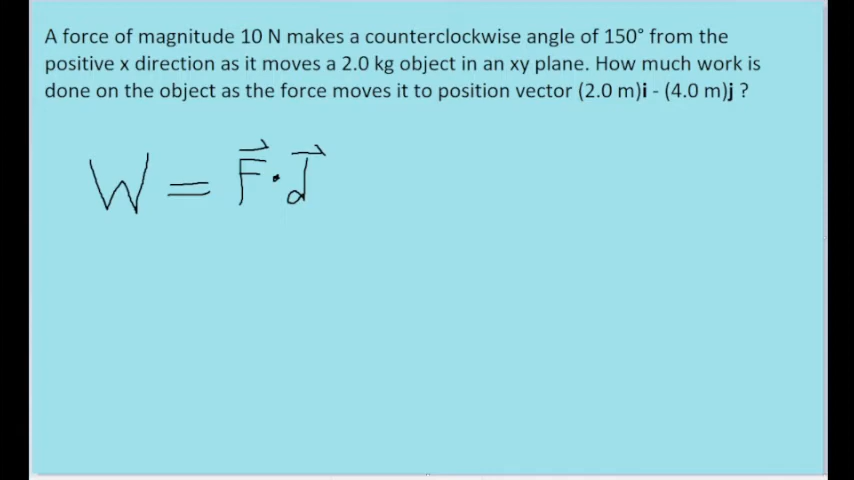 A force of magnitude 10 N makes a counterclockwise angle of 150° from the
positive x direction as it moves a 2.0 kg object in an xy plane. How much work is
done on the object as the force moves it to position vector (2.0 m)i - (4.0 m)j ?
W = F⃗ · d⃗